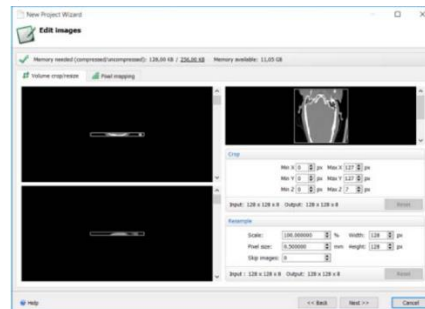 New Project Wizard
Edit images
Memory needed (compressed/uncompressed): 128,00 KB / 256,00 KB Memory available: 11,05 GB
Volume crop/resize Pixel mapping
Crop
Min X 0 px Max X 127 px
Min Y 0 px Max Y 127 px
Min Z 0 px Max Z 7 px
Input: 128 x 128 x 8 Output: 128 x 128 x 8 Reset
Resample
Scale: 100.000000 % Width: 128 px
Pixel size: 0,500000 mm Height: 128 px
Skip images: 0
Input : 128 x 128 x 8 Output: 128 x 128 x 8 Reset
Help << Back Next >> Cancel